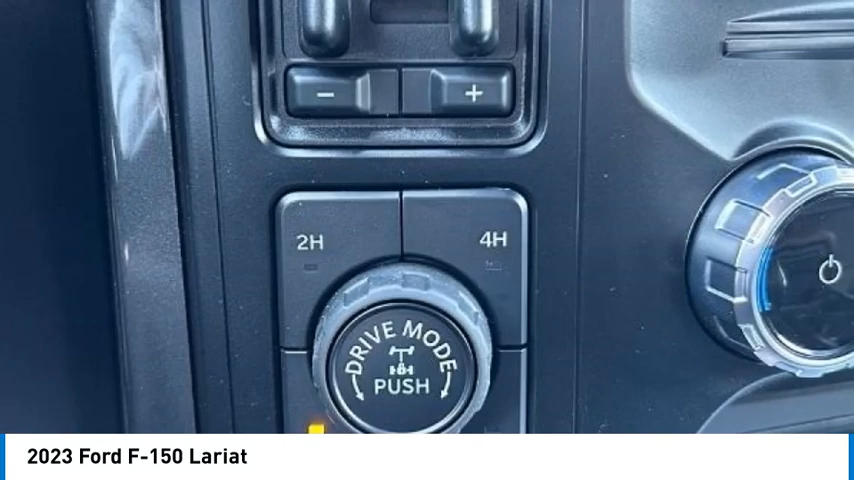 - +
2H 4H
DRIVE MODE
PUSH
2023 Ford F-150 Lariat